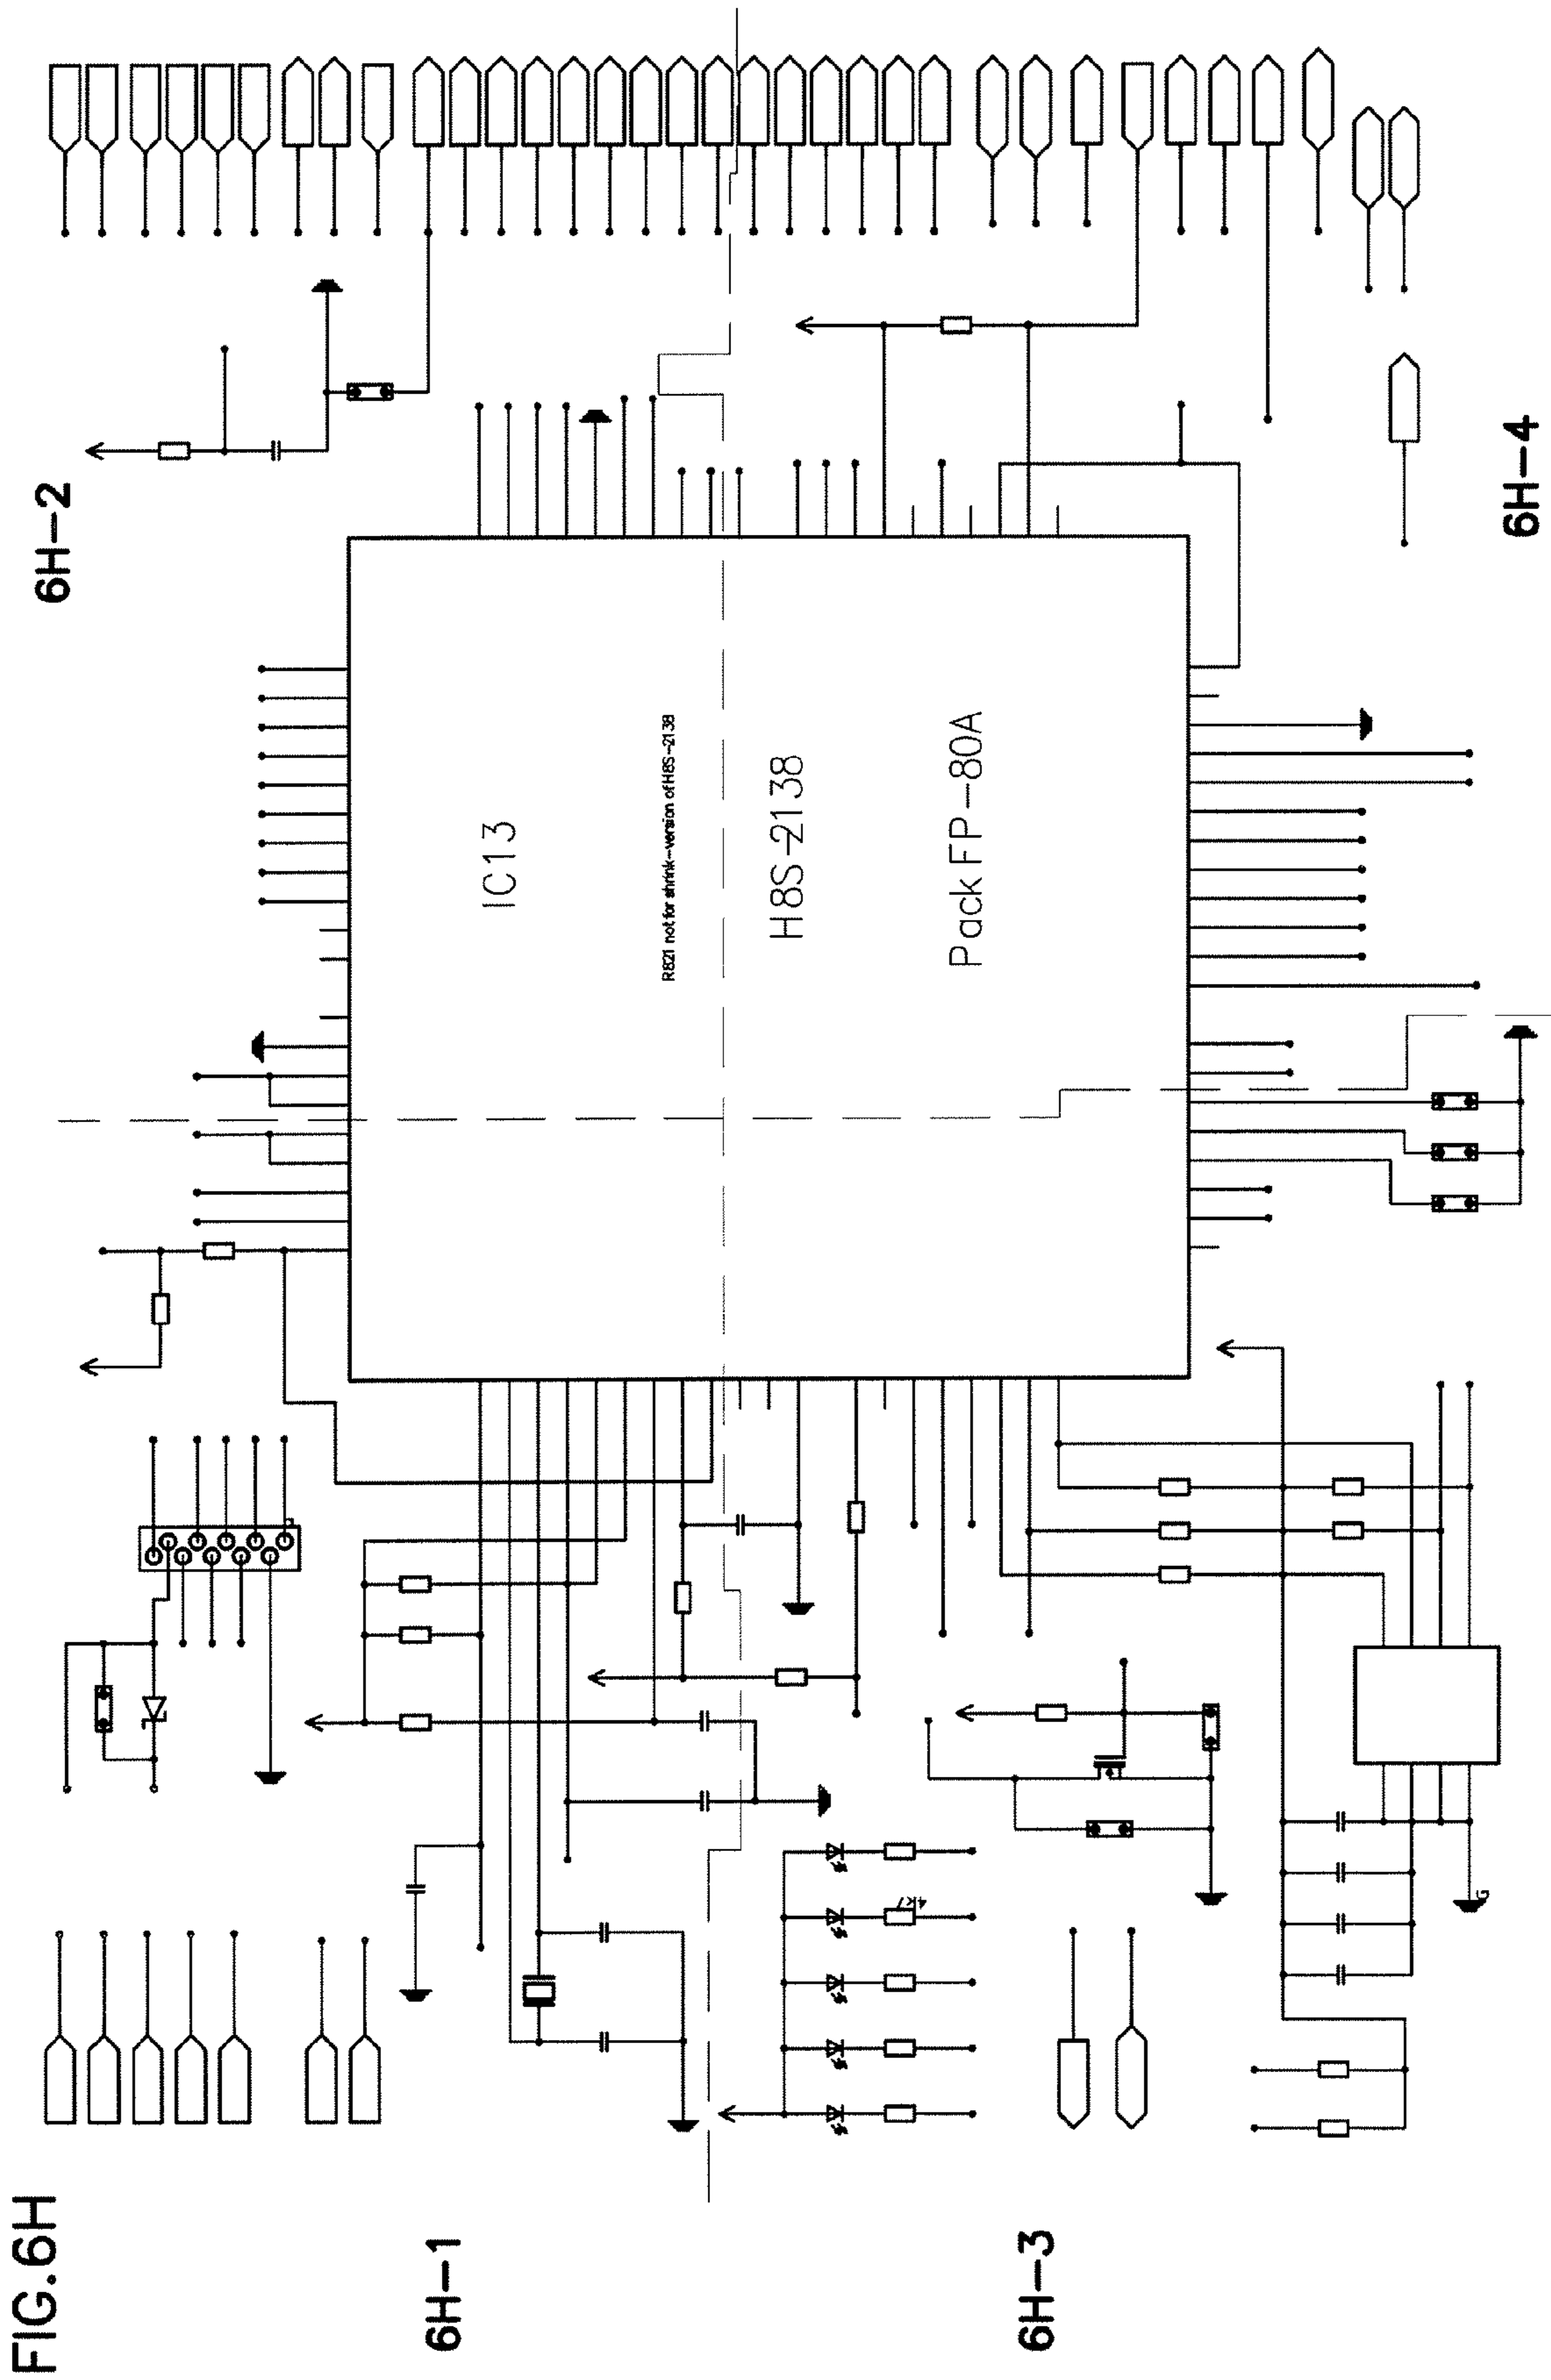 FIG.6H
6H-1
6H-2
IC13
R821 not for shrink-version of H8S-2138
H8S-2138
Pack FP-80A
4K7
6H-3
6H-4
G